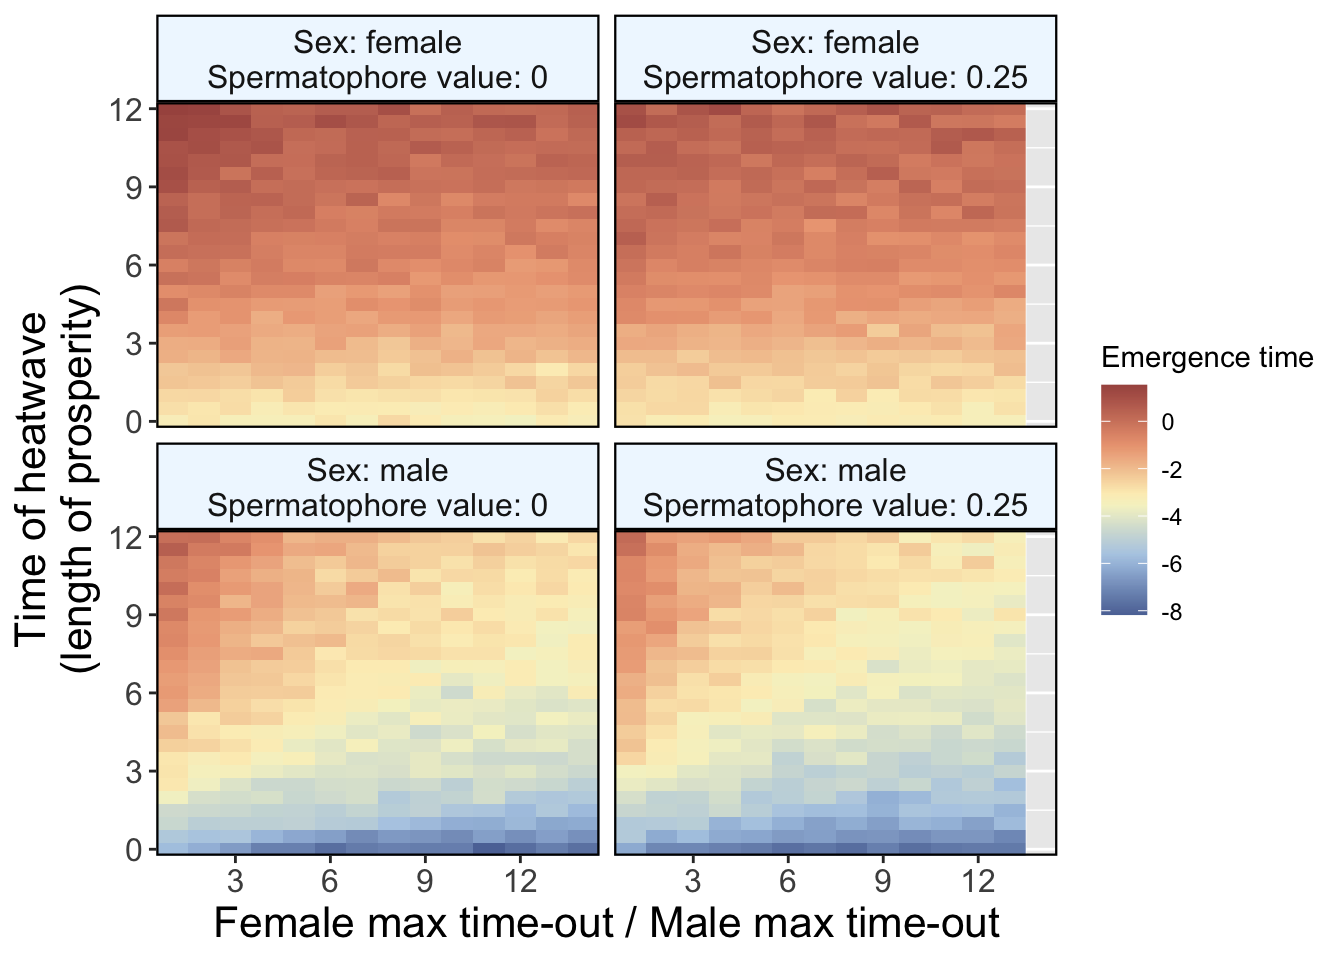 Sex: female
Spermatophore value: 0
Sex: female
Spermatophore value: 0.25
12
9
6
3
0
Sex: male
Spermatophore value: 0
Sex: male
Spermatophore value: 0.25
12
9
6
3
0
3
6
9
12
3
6
9
12
Time of heatwave
(length of prosperity)
Female max time-out / Male max time-out
Emergence time
0
-2
-4
-6
-8